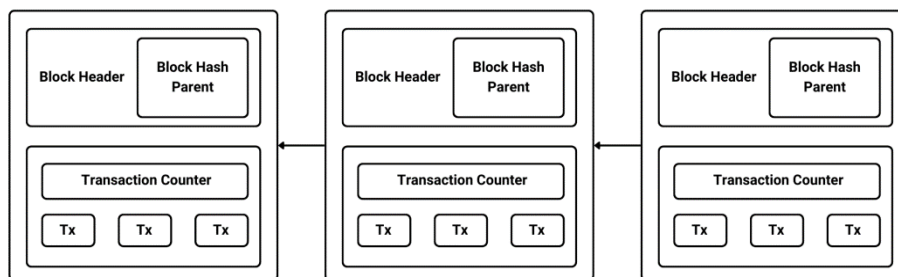 Block Header
Block Hash
Parent
Transaction Counter
Tx Tx Tx
Block Header
Block Hash
Parent
Transaction Counter
Tx Tx Tx
Block Header
Block Hash
Parent
Transaction Counter
Tx Tx Tx